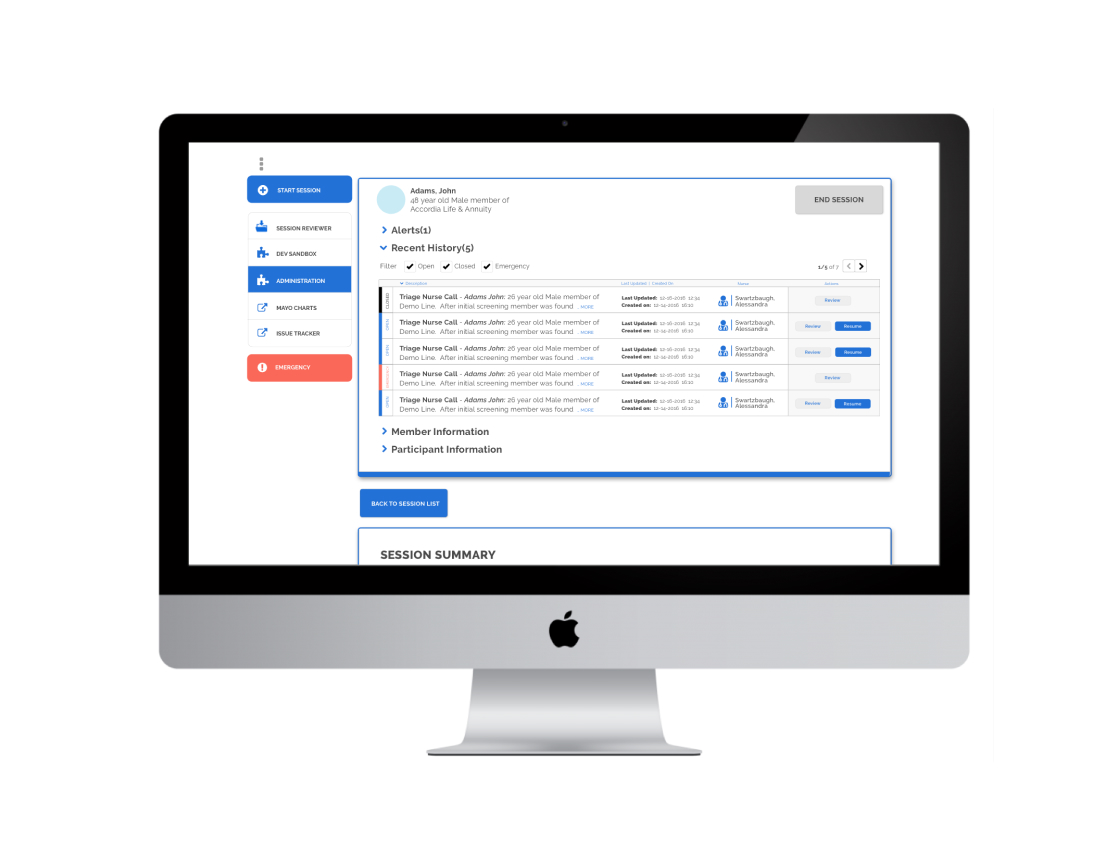 START SESSION
SESSION REVIEWER
DEV SANDBOX
ADMINISTRATION
MAYO CHARTS
ISSUE TRACKER
EMERGENCY
Adams, John
46 year old Male member of
Accordia Life & Annuity
END SESSION
Alerts(1)
Recent History(5)
Filter Open Closed Emergency
1/5 of 7
Description Last Updated | Created On Name Actions
Triage Nurse Call - Adams John: 26 year old Male member of
Demo Line. After initial screening member was found .. MORE
Last Updated: 12-16-2016 12:34
Created on: 12-14-2016 16:10
Swartzbaugh,
Alessandra
Review
OPEN
Triage Nurse Call - Adams John: 26 year old Male member of
Demo Line. After initial screening member was found .. MORE
Last Updated: 12-16-2016 12:34
Created on: 12-14-2016 16:10
Swartzbaugh,
Alessandra
Review Resume
OPEN
Triage Nurse Call - Adams John: 26 year old Male member of
Demo Line. After initial screening member was found .. MORE
Last Updated: 12-16-2016 12:34
Created on: 12-14-2016 16:10
Swartzbaugh,
Alessandra
Review Resume
Triage Nurse Call - Adams John: 26 year old Male member of
Demo Line. After initial screening member was found .. MORE
Last Updated: 12-16-2016 12:34
Created on: 12-14-2016 16:10
Swartzbaugh,
Alessandra
Review
OPEN
Triage Nurse Call - Adams John: 26 year old Male member of
Demo Line. After initial screening member was found .. MORE
Last Updated: 12-16-2016 12:34
Created on: 12-14-2016 16:10
Swartzbaugh,
Alessandra
Review Resume
Member Information
Participant Information
BACK TO SESSION LIST
SESSION SUMMARY